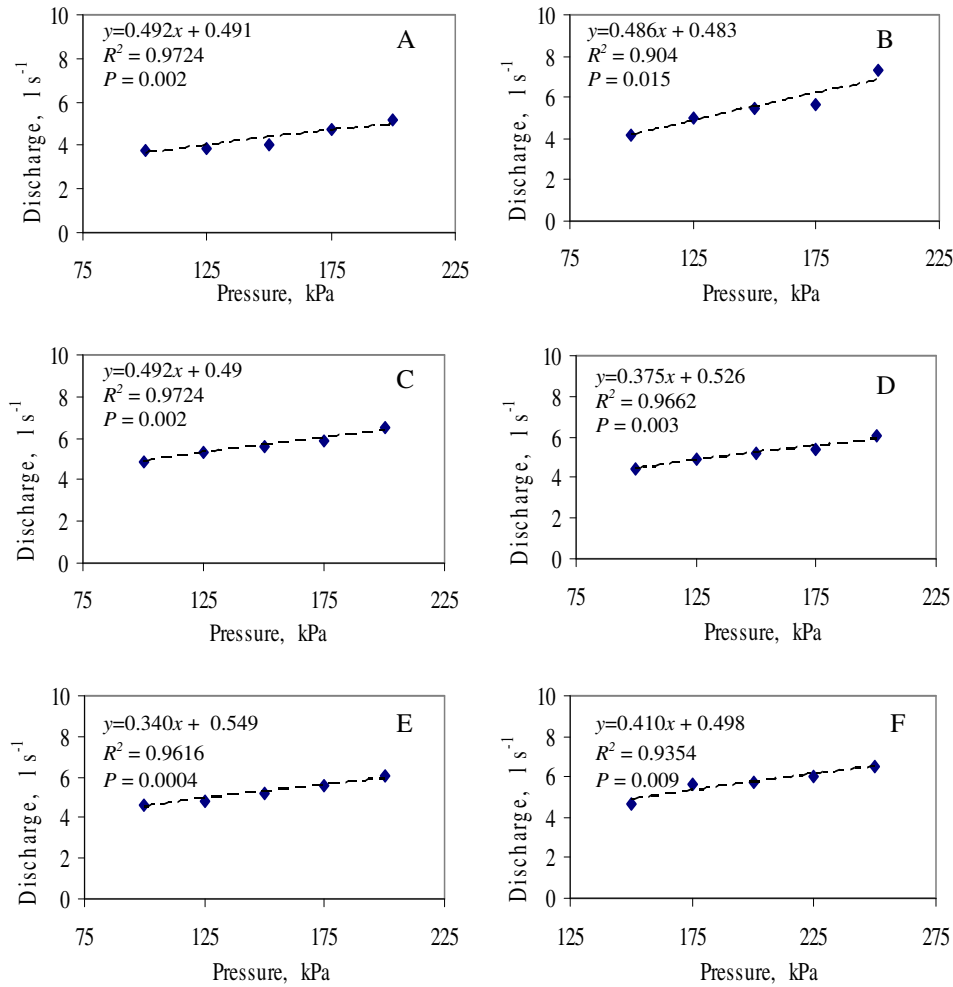 y=0.492x + 0.491
R² = 0.9724
P = 0.002
A
10
8
6
4
2
0
Discharge, l s⁻¹
75 125 175 225
Pressure, kPa
y=0.486x + 0.483
R² = 0.904
P = 0.015
B
10
8
6
4
2
0
Discharge, l s⁻¹
75 125 175 225
Pressure, kPa
y=0.492x + 0.49
R² = 0.9724
P = 0.002
C
10
8
6
4
2
0
Discharge, l s⁻¹
75 125 175 225
Pressure, kPa
y=0.375x + 0.526
R² = 0.9662
P = 0.003
D
10
8
6
4
2
0
Discharge, l s⁻¹
75 125 175 225
Pressure, kPa
y=0.340x + 0.549
R² = 0.9616
P = 0.0004
E
10
8
6
4
2
0
Discharge, l s⁻¹
75 125 175 225
Pressure, kPa
y=0.410x + 0.498
R² = 0.9354
P = 0.009
F
10
8
6
4
2
0
Discharge, l s⁻¹
125 175 225 275
Pressure, kPa